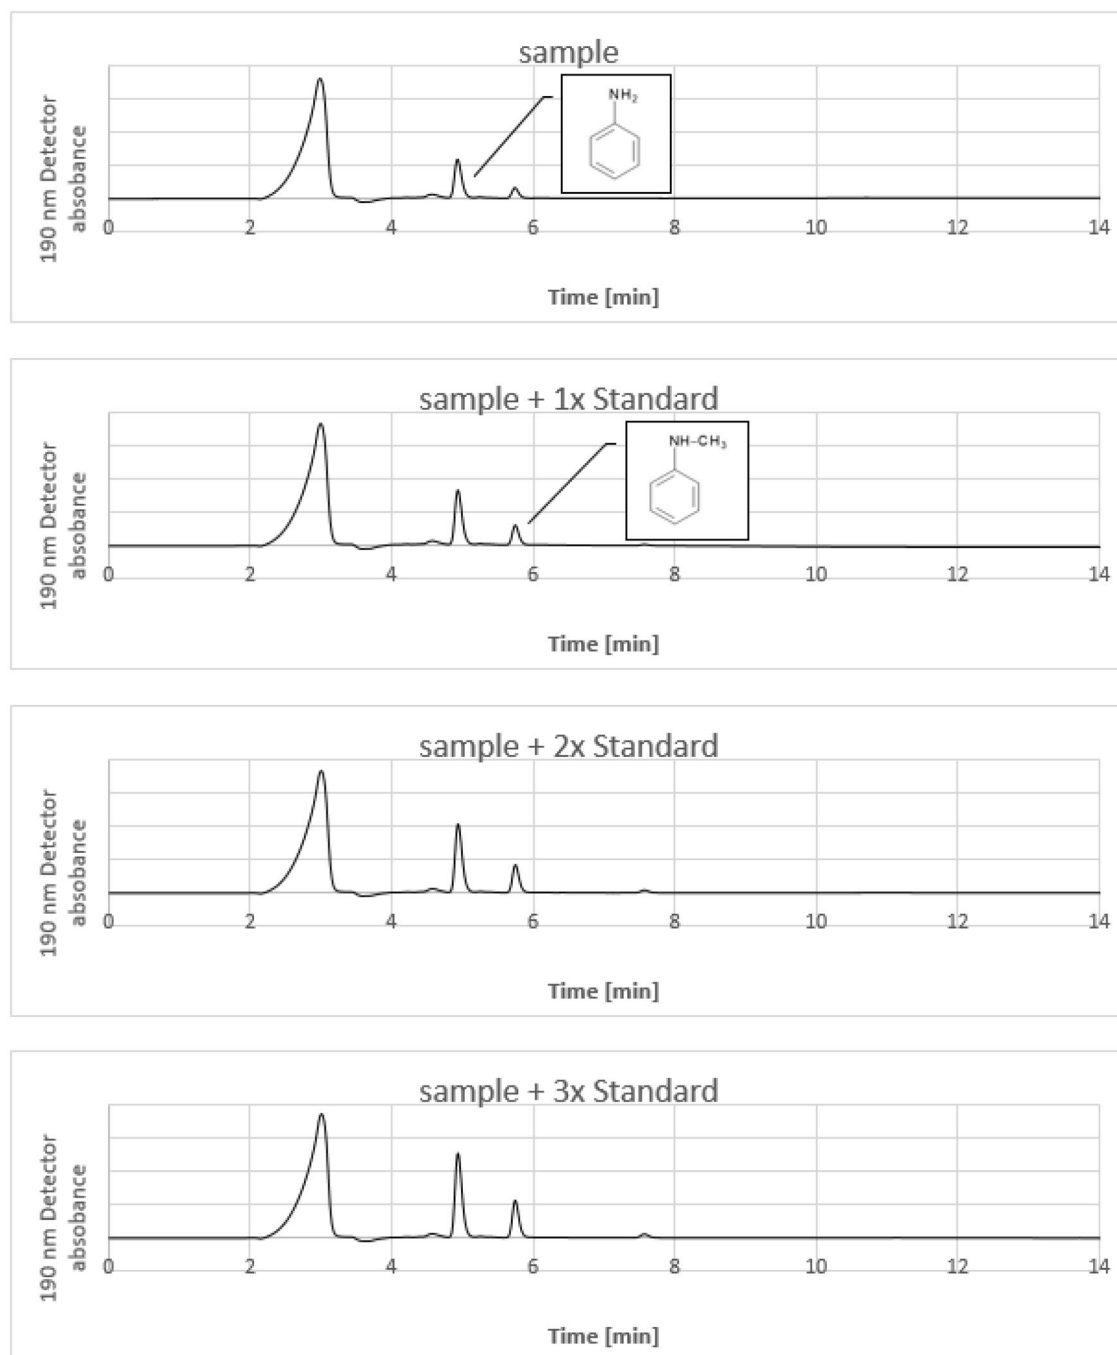 sample
190 nm Detector
absobance
NH2
0 2 4 6 8 10 12 14
Time [min]
sample + 1x Standard
190 nm Detector
absobance
NH-CH3
0 2 4 6 8 10 12 14
Time [min]
sample + 2x Standard
190 nm Detector
absobance
0 2 4 6 8 10 12 14
Time [min]
sample + 3x Standard
190 nm Detector
absobance
0 2 4 6 8 10 12 14
Time [min]